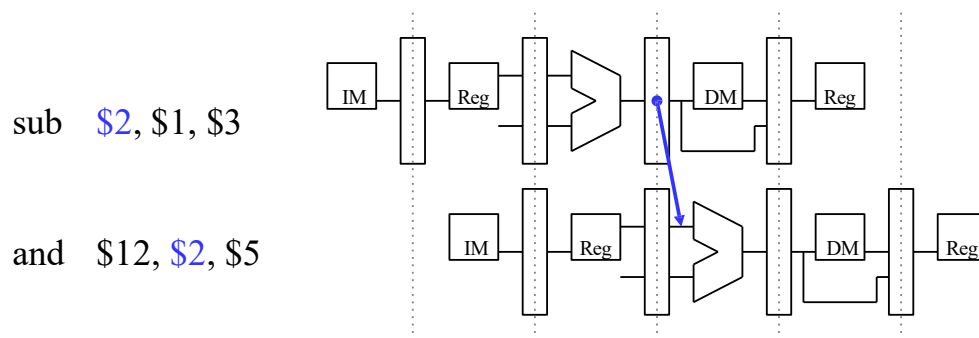 IM Reg DM Reg
sub $2, $1, $3
IM Reg DM Reg
and $12, $2, $5